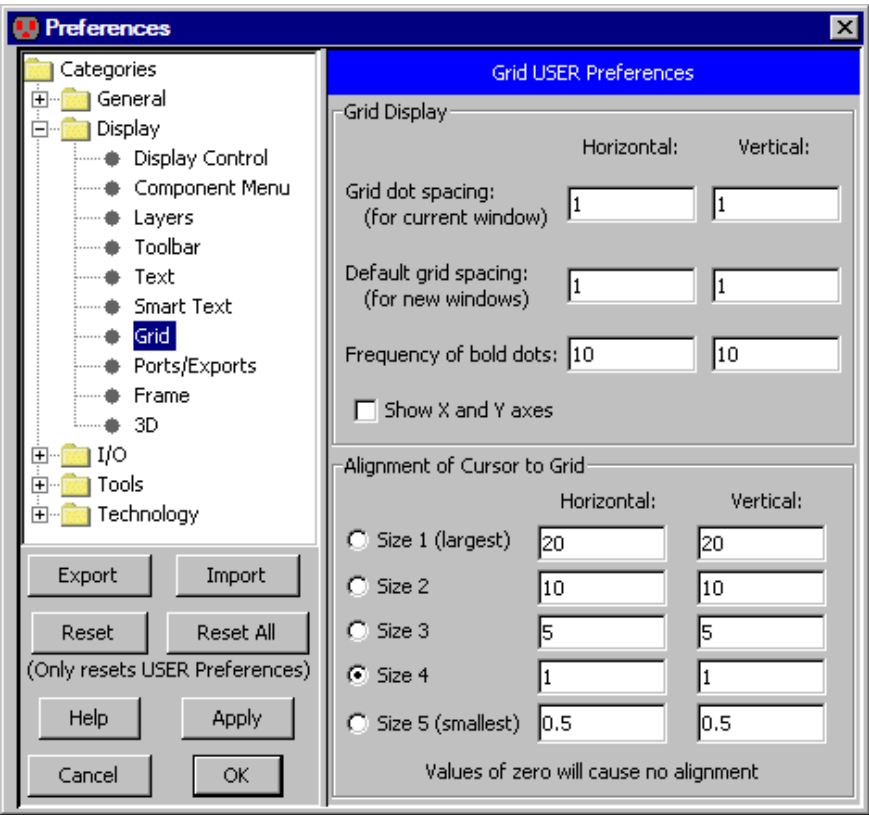 Preferences
Categories
General
Display
Display Control
Component Menu
Layers
Toolbar
Text
Smart Text
Grid
Ports/Exports
Frame
3D
I/O
Tools
Technology
Export Import
Reset Reset All
(Only resets USER Preferences)
Help Apply
Cancel OK
Grid USER Preferences
Grid Display
Horizontal: Vertical:
Grid dot spacing:
(for current window) 1 1
Default grid spacing:
(for new windows) 1 1
Frequency of bold dots: 10 10
Show X and Y axes
Alignment of Cursor to Grid
Horizontal: Vertical:
Size 1 (largest) 20 20
Size 2 10 10
Size 3 5 5
Size 4 1 1
Size 5 (smallest) 0.5 0.5
Values of zero will cause no alignment